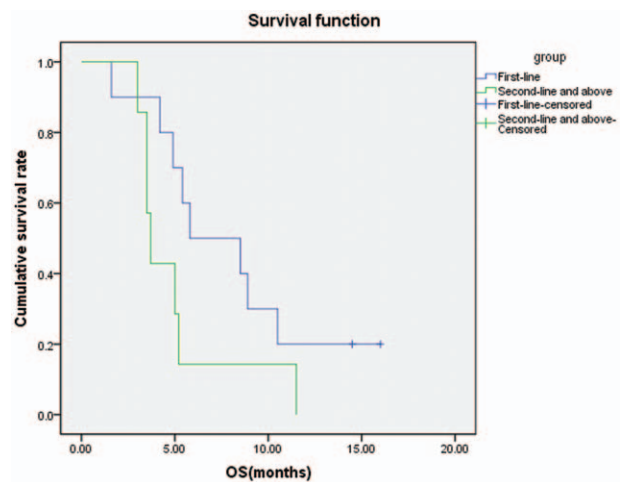 Survival function
group
First-line
Second-line and above
First-line-censored
Second-line and above-
Censored
Cumulative survival rate
1.0
0.8
0.6
0.4
0.2
0.0
0.00
5.00
10.00
15.00
20.00
OS(months)